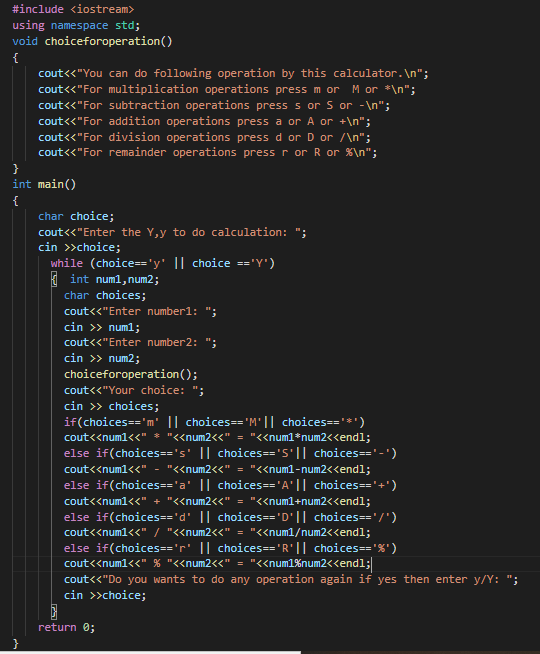 #include <iostream>
using namespace std;
void choiceforoperation()
{
    cout<<"You can do following operation by this calculator.\n";
    cout<<"For multiplication operations press m or  M or *\n";
    cout<<"For subtraction operations press s or S or -\n";
    cout<<"For addition operations press a or A or +\n";
    cout<<"For division operations press d or D or /\n";
    cout<<"For remainder operations press r or R or %\n";
}
int main()
{
    char choice;
    cout<<"Enter the Y,y to do calculation: ";
    cin >>choice;
      while (choice=='y' || choice =='Y')
      {  int num1,num2;
        char choices;
        cout<<"Enter number1: ";
        cin >> num1;
        cout<<"Enter number2: ";
        cin >> num2;
        choiceforoperation();
        cout<<"Your choice: ";
        cin >> choices;
        if(choices=='m' || choices=='M'|| choices=='*')
        cout<<num1<<" * "<<num2<<" = "<<num1*num2<<endl;
        else if(choices=='s' || choices=='S'|| choices=='-')
        cout<<num1<<" - "<<num2<<" = "<<num1-num2<<endl;
        else if(choices=='a' || choices=='A'|| choices=='+')
        cout<<num1<<" + "<<num2<<" = "<<num1+num2<<endl;
        else if(choices=='d' || choices=='D'|| choices=='/')
        cout<<num1<<" / "<<num2<<" = "<<num1/num2<<endl;
        else if(choices=='r' || choices=='R'|| choices=='%')
        cout<<num1<<" % "<<num2<<" = "<<num1%num2<<endl;
        cout<<"Do you wants to do any operation again if yes then enter y/Y: ";
        cin >>choice;
      }
    return 0;
}